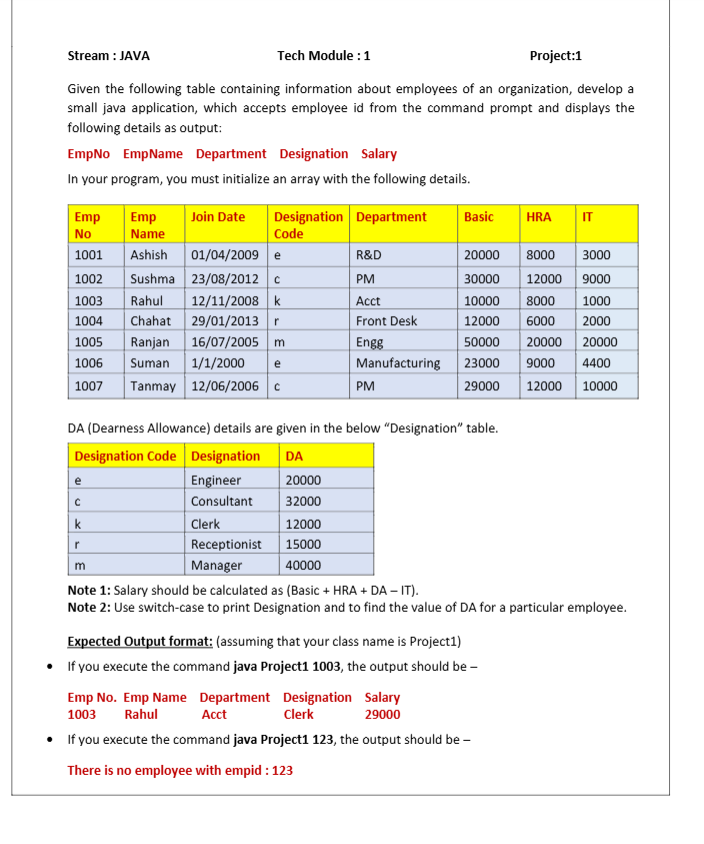 Stream : JAVA Tech Module : 1 Project:1
Given the following table containing information about employees of an organization, develop a
small java application, which accepts employee id from the command prompt and displays the
following details as output:
EmpNo EmpName Department Designation Salary
In your program, you must initialize an array with the following details.
Emp No Emp Name Join Date Designation Code Department Basic HRA IT
1001 Ashish 01/04/2009 e R&D 20000 8000 3000
1002 Sushma 23/08/2012 c PM 30000 12000 9000
1003 Rahul 12/11/2008 k Acct 10000 8000 1000
1004 Chahat 29/01/2013 r Front Desk 12000 6000 2000
1005 Ranjan 16/07/2005 m Engg 50000 20000 20000
1006 Suman 1/1/2000 e Manufacturing 23000 9000 4400
1007 Tanmay 12/06/2006 c PM 29000 12000 10000
DA (Dearness Allowance) details are given in the below “Designation” table.
Designation Code Designation DA
e Engineer 20000
c Consultant 32000
k Clerk 12000
r Receptionist 15000
m Manager 40000
Note 1: Salary should be calculated as (Basic + HRA + DA – IT).
Note 2: Use switch-case to print Designation and to find the value of DA for a particular employee.
Expected Output format: (assuming that your class name is Project1)
• If you execute the command java Project1 1003, the output should be –
Emp No. Emp Name Department Designation Salary
1003 Rahul Acct Clerk 29000
• If you execute the command java Project1 123, the output should be –
There is no employee with empid : 123